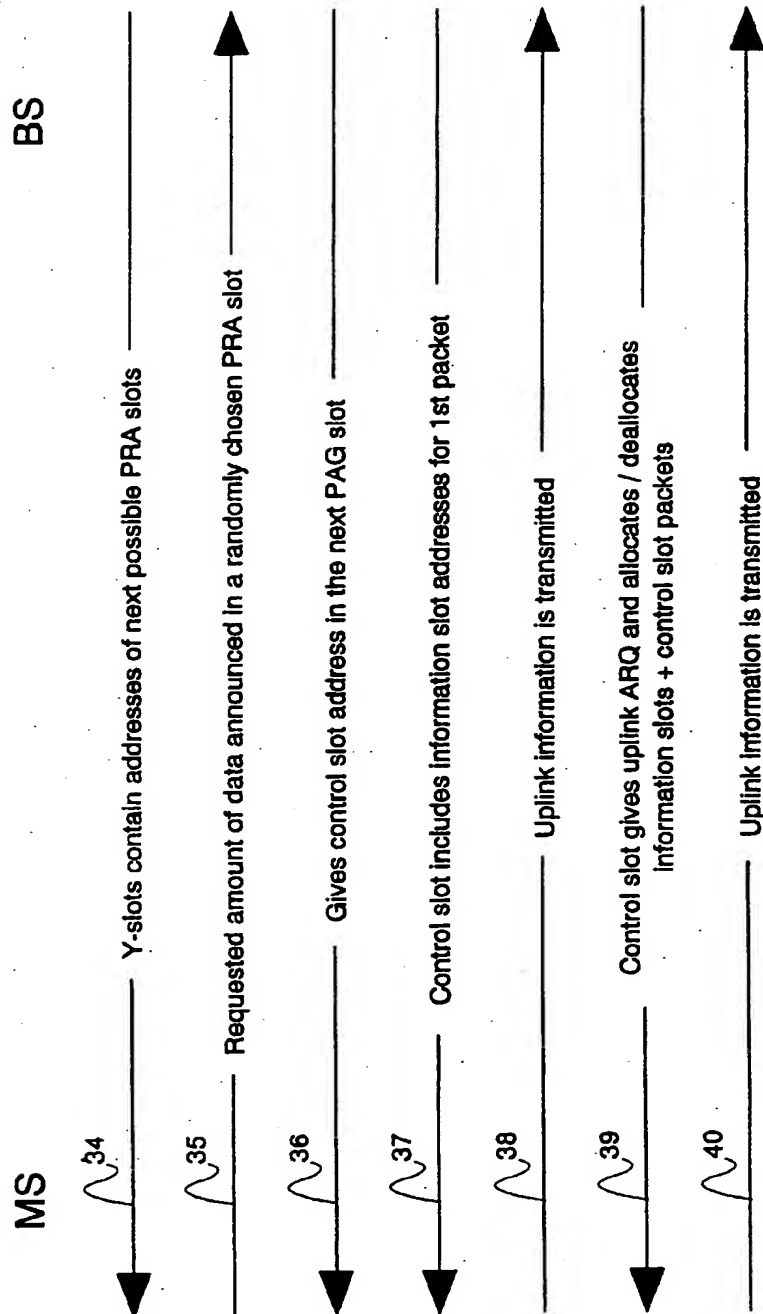 MS
BS
34
Y-slots contain addresses of next possible PRA slots
35
Requested amount of data announced in a randomly chosen PRA slot
36
Gives control slot address in the next PAG slot
37
Control slot includes information slot addresses for 1st packet
38
Uplink information is transmitted
39
Control slot gives uplink ARQ and allocates / deallocates
information slots + control slot packets
40
Uplink information is transmitted